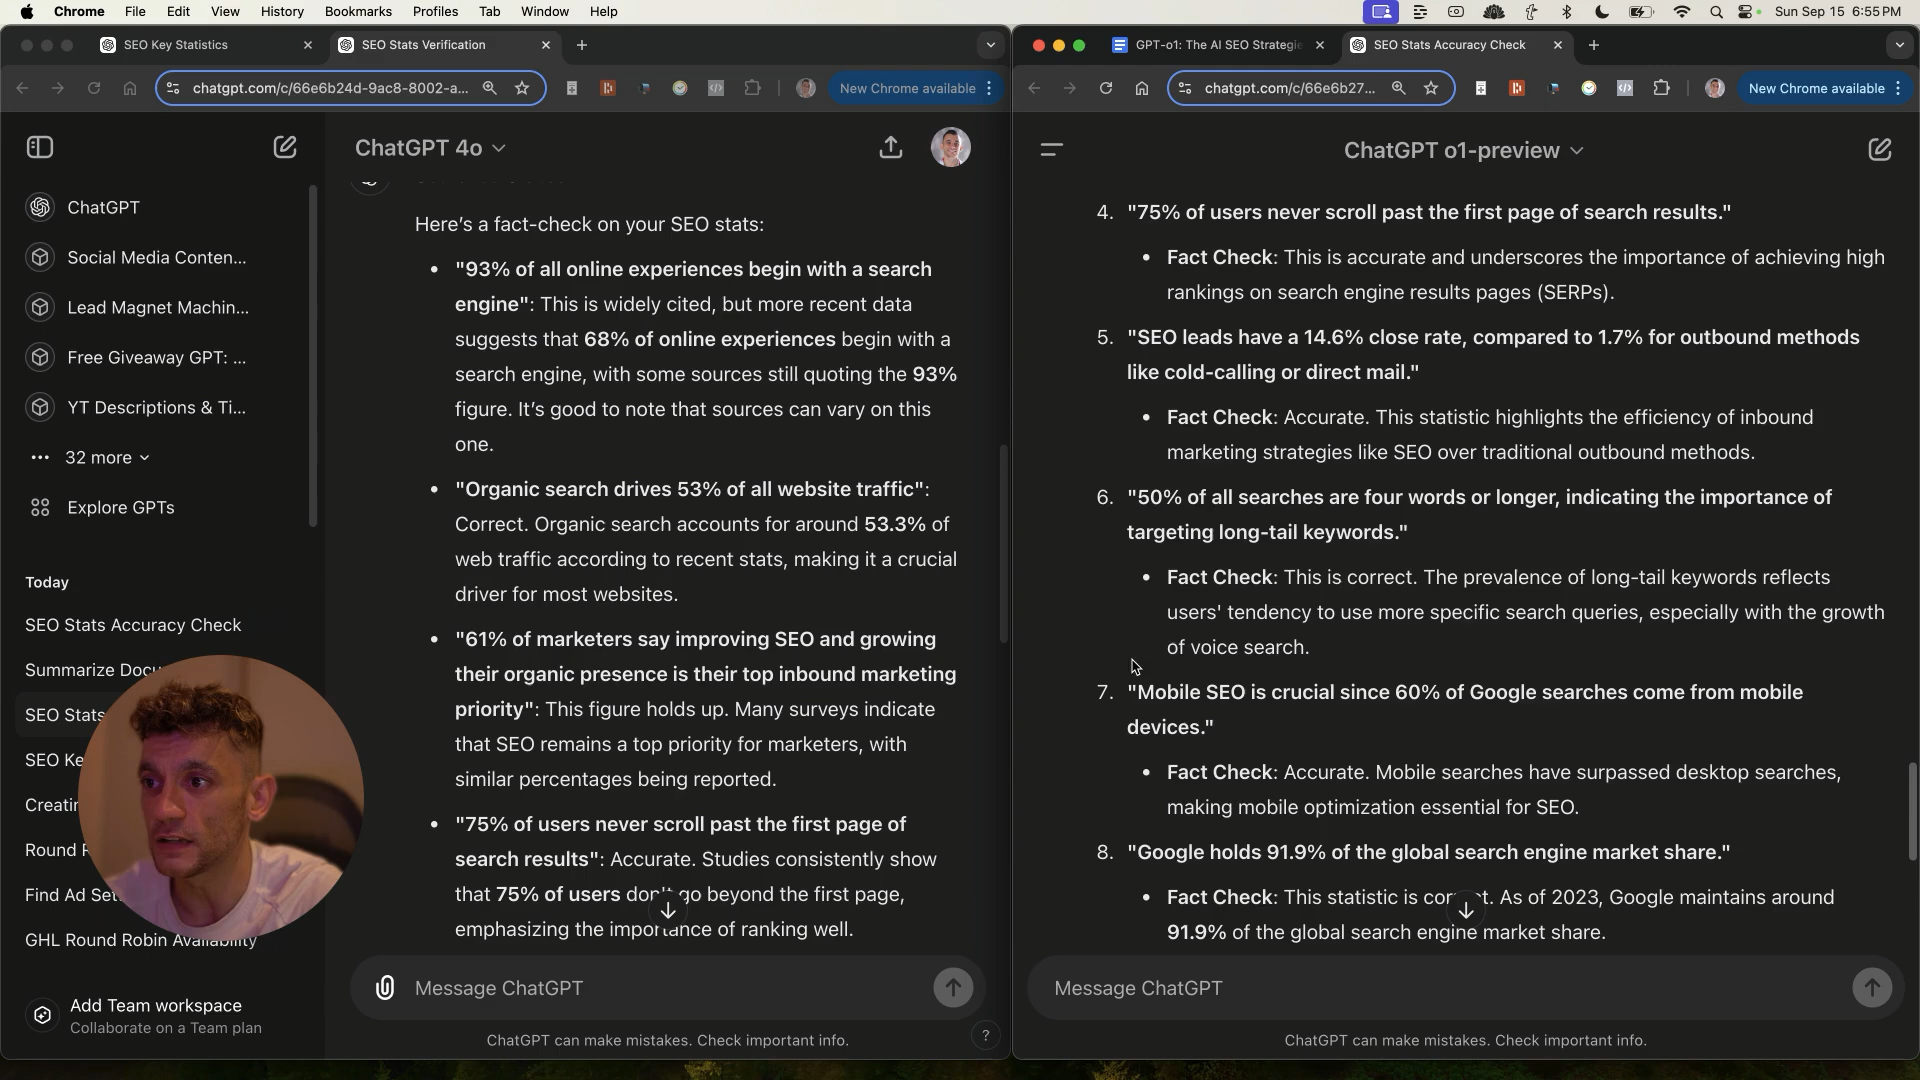 Chrome File Edit View History Bookmarks Profiles Tab Window Help
Sun Sep 15 6:55 PM
SEO Key Statistics
SEO Stats Verification
chatgpt.com/c/66e6b24d-9ac8-8002-a...
New Chrome available
ChatGPT
Social Media Conten...
Lead Magnet Machin...
Free Giveaway GPT: ...
YT Descriptions & Ti...
32 more
Explore GPTs
Today
SEO Stats Accuracy Check
Summarize Docu
SEO Stats
SEO Ke
Creatin
Round R
Find Ad Set
GHL Round Robin Availability
Add Team workspace
Collaborate on a Team plan
ChatGPT 4o
Here's a fact-check on your SEO stats:
• "93% of all online experiences begin with a search
engine": This is widely cited, but more recent data
suggests that 68% of online experiences begin with a
search engine, with some sources still quoting the 93%
figure. It's good to note that sources can vary on this
one.
• "Organic search drives 53% of all website traffic":
Correct. Organic search accounts for around 53.3% of
web traffic according to recent stats, making it a crucial
driver for most websites.
• "61% of marketers say improving SEO and growing
their organic presence is their top inbound marketing
priority": This figure holds up. Many surveys indicate
that SEO remains a top priority for marketers, with
similar percentages being reported.
• "75% of users never scroll past the first page of
search results": Accurate. Studies consistently show
that 75% of users don't go beyond the first page,
emphasizing the importance of ranking well.
Message ChatGPT
ChatGPT can make mistakes. Check important info.
?
GPT-o1: The AI SEO Strategie
SEO Stats Accuracy Check
chatgpt.com/c/66e6b27...
New Chrome available
ChatGPT o1-preview
4. "75% of users never scroll past the first page of search results."
• Fact Check: This is accurate and underscores the importance of achieving high
rankings on search engine results pages (SERPs).
5. "SEO leads have a 14.6% close rate, compared to 1.7% for outbound methods
like cold-calling or direct mail."
• Fact Check: Accurate. This statistic highlights the efficiency of inbound
marketing strategies like SEO over traditional outbound methods.
6. "50% of all searches are four words or longer, indicating the importance of
targeting long-tail keywords."
• Fact Check: This is correct. The prevalence of long-tail keywords reflects
users' tendency to use more specific search queries, especially with the growth
of voice search.
7. "Mobile SEO is crucial since 60% of Google searches come from mobile
devices."
• Fact Check: Accurate. Mobile searches have surpassed desktop searches,
making mobile optimization essential for SEO.
8. "Google holds 91.9% of the global search engine market share."
• Fact Check: This statistic is correct. As of 2023, Google maintains around
91.9% of the global search engine market share.
Message ChatGPT
ChatGPT can make mistakes. Check important info.